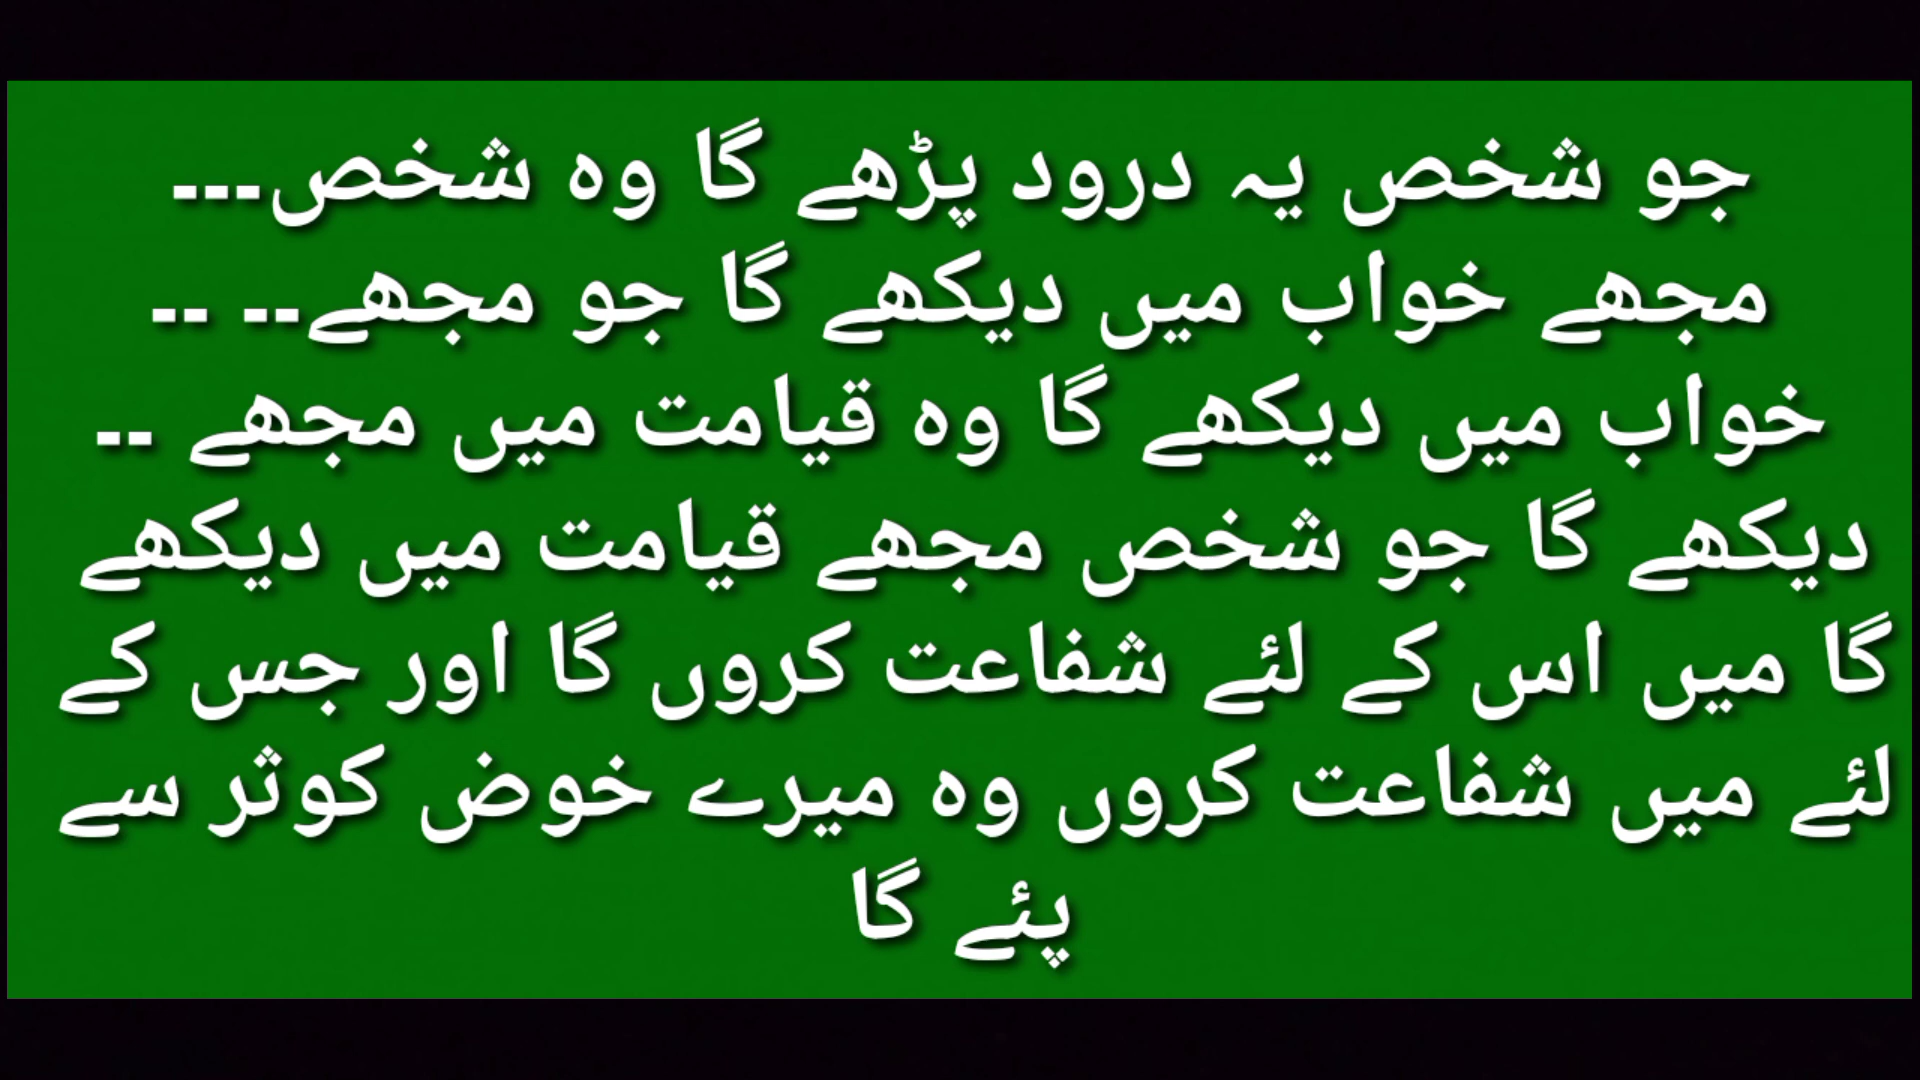 جو شخص یہ درود پڑھے گا وہ شخص---
مجھے خواب میں دیکھے گا جو مجھے-- --
خواب میں دیکھے گا وہ قیامت میں مجھے --
دیکھے گا جو شخص مجھے قیامت میں دیکھے
گا میں اس کے لئے شفاعت کروں گا اور جس کے
لئے میں شفاعت کروں وہ میرے خوض کوثر سے
پئے گا